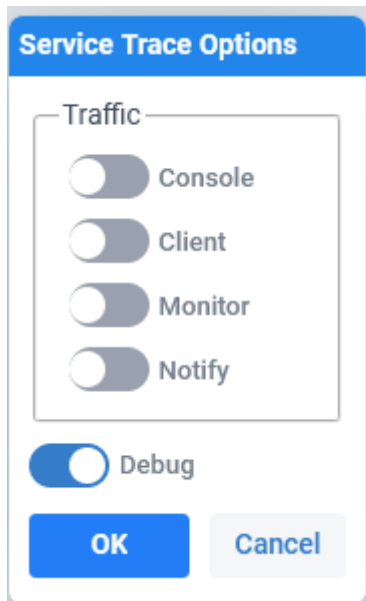 Service Trace Options
Traffic
Console
Client
Monitor
Notify
Debug
OK Cancel